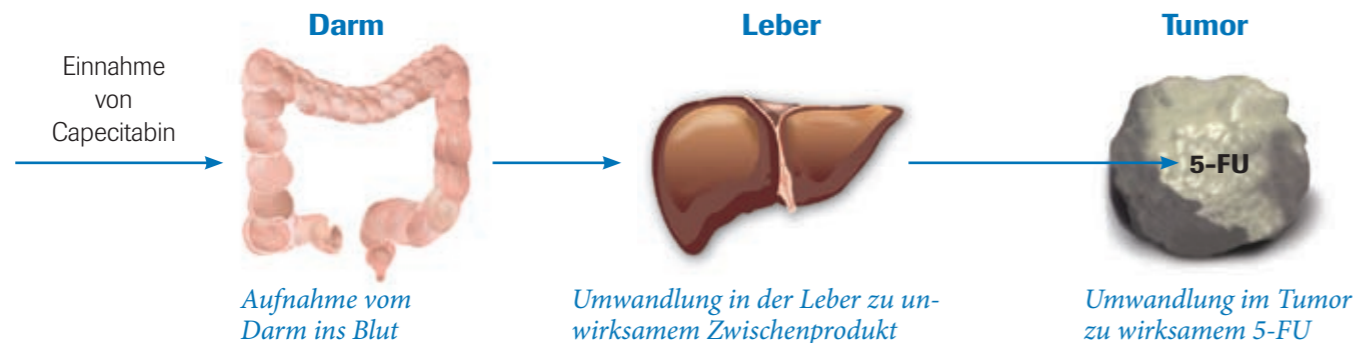 Einnahme
von
Capecitabin
Darm
Aufnahme vom
Darm ins Blut
Leber
Umwandlung in der Leber zu un-
wirksamem Zwischenprodukt
Tumor
5-FU
Umwandlung im Tumor
zu wirksamem 5-FU